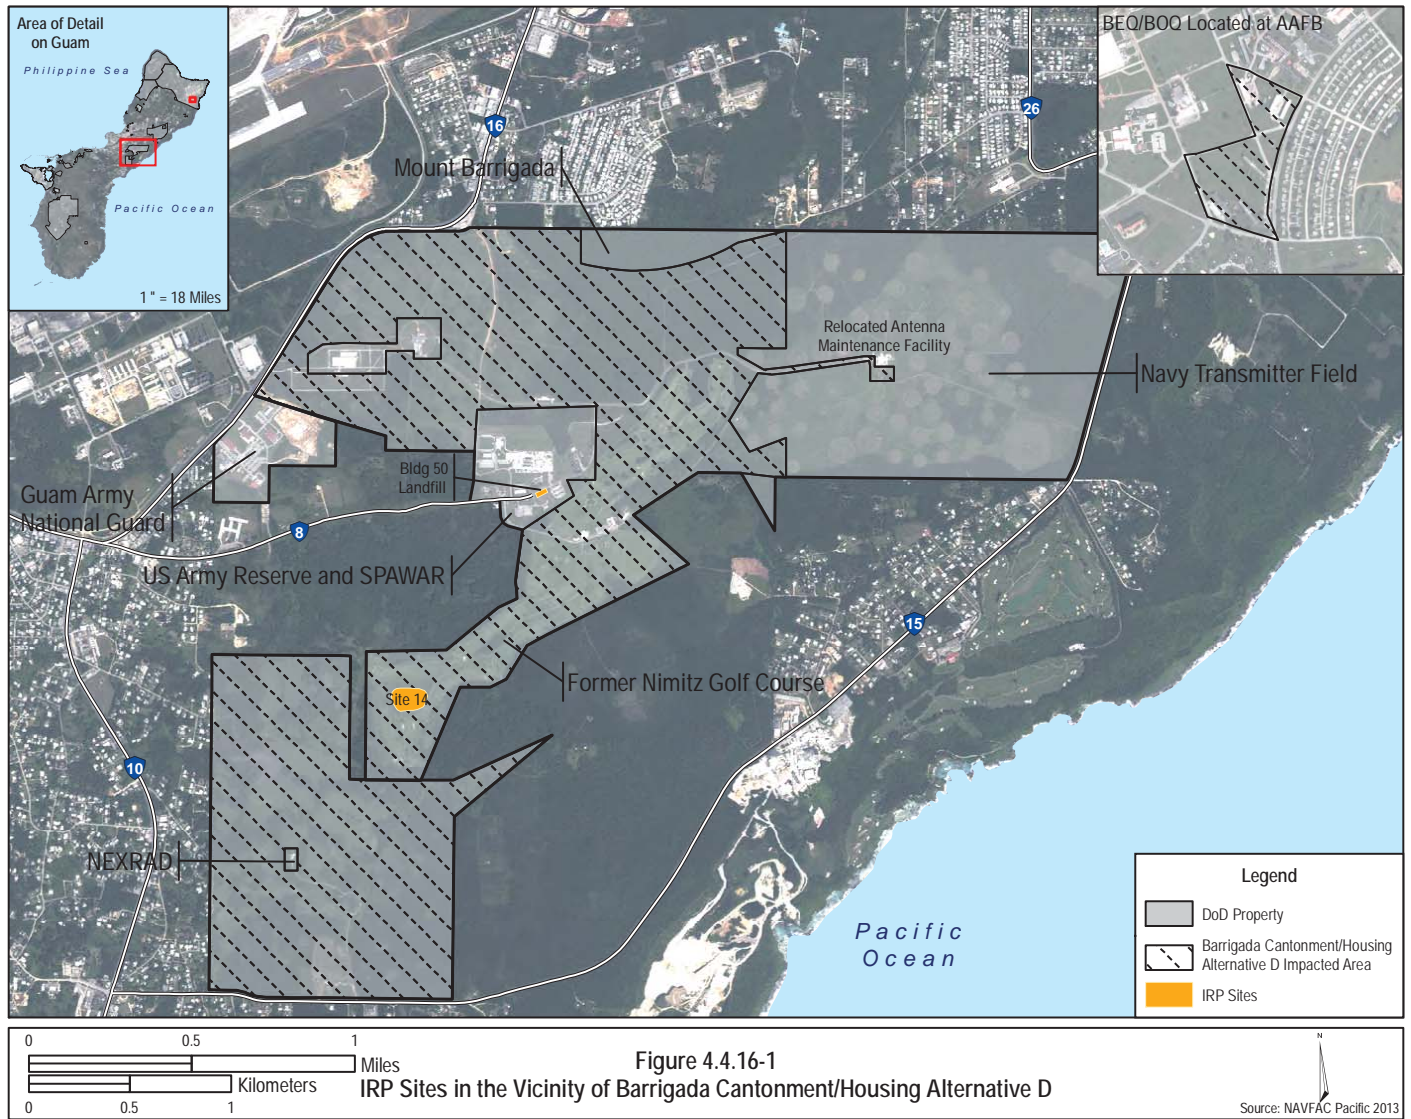 Area of Detail
on Guam
Philippine Sea
Pacific Ocean
1 " = 18 Miles
BEQ/BOQ Located at AAFB
16
26
Mount Barrigada
Relocated Antenna
Maintenance Facility
Navy Transmitter Field
Bldg 50
Landfill
Guam Army
National Guard
8
US Army Reserve and SPAWAR
15
Former Nimitz Golf Course
Site 14
10
NEXRAD
Pacific
Ocean
Legend
DoD Property
Barrigada Cantonment/Housing
Alternative D Impacted Area
IRP Sites
0 0.5 1
Miles
Kilometers
0 0.5 1
Figure 4.4.16-1
IRP Sites in the Vicinity of Barrigada Cantonment/Housing Alternative D
N
Source: NAVFAC Pacific 2013